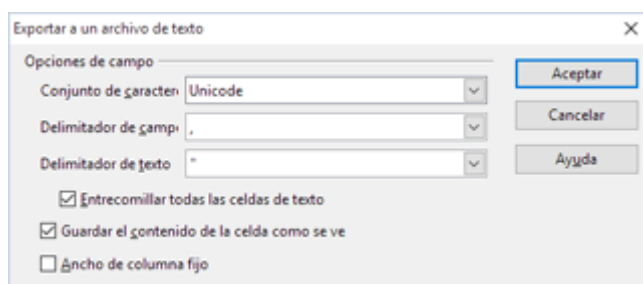 Exportar a un archivo de texto
Opciones de campo
Conjunto de caracter Unicode
Delimitador de camp ,
Delimitador de texto "
Entrecomillar todas las celdas de texto
Guardar el contenido de la celda como se ve
Ancho de columna fijo
Aceptar
Cancelar
Ayuda